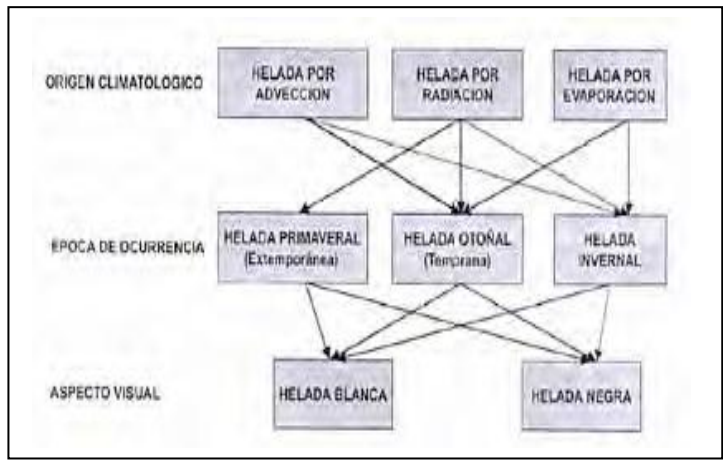 ORIGEN CLIMATOLOGICO
HELADA POR
ADVECCION
HELADA POR
RADIACION
HELADA POR
EVAPORACION
EPOCA DE OCURRENCIA
HELADA PRIMAVERAL
(Extemporánea)
HELADA OTOÑAL
(Temprana)
HELADA
INVERNAL
ASPECTO VISUAL
HELADA BLANCA
HELADA NEGRA